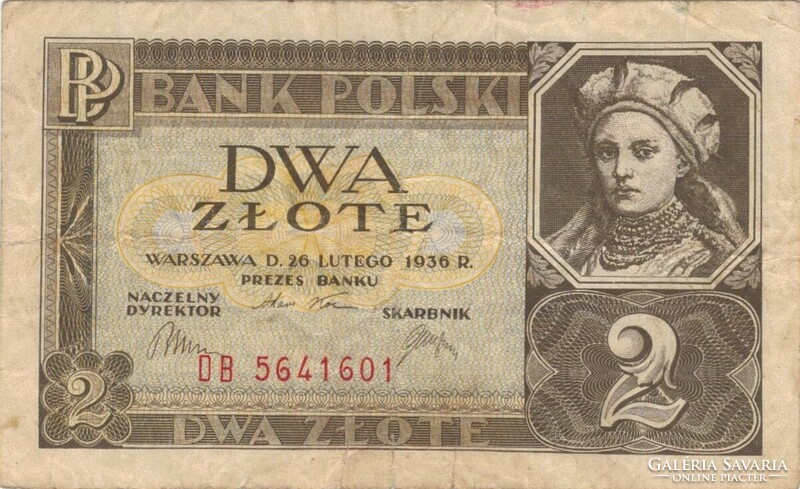 BP
BANK POLSKI
DWA
ZŁOTE
WARSZAWA D. 26 LUTEGO 1936 R.
PREZES BANKU
NACZELNY
DYREKTOR
SKARBNIK
DB 5641601
2
2
DWA ZŁOTE
GALÉRIA SAVARIA
ONLINE PIACTÉR